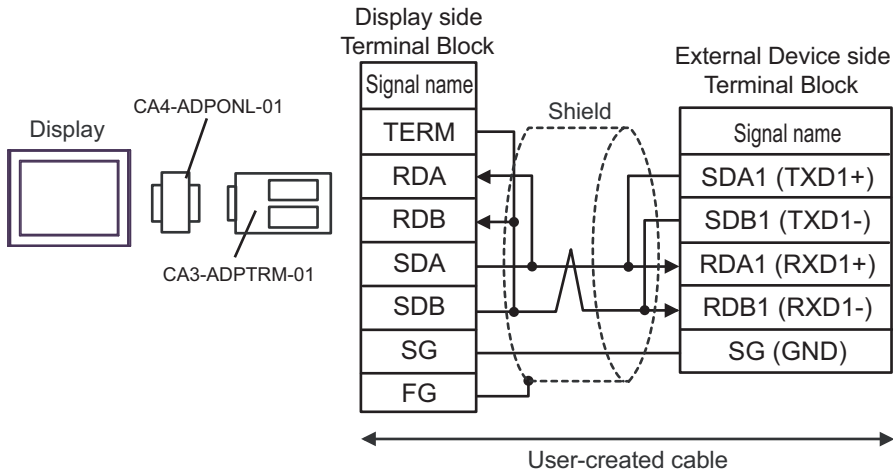 Display side
Terminal Block
External Device side
Terminal Block
CA4-ADPONL-01
Display
CA3-ADPTRM-01
Signal name
TERM
RDA
RDB
SDA
SDB
SG
FG
Shield
Signal name
SDA1 (TXD1+)
SDB1 (TXD1-)
RDA1 (RXD1+)
RDB1 (RXD1-)
SG (GND)
User-created cable